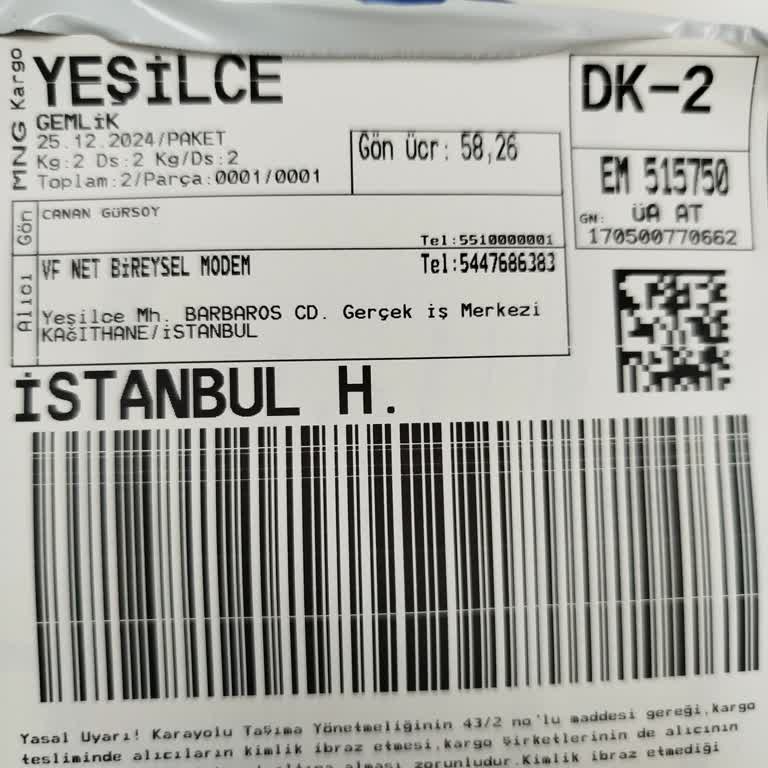 MNG Kargo
YEŞİLCE
GEMLiK
25.12.2024/PAKET
Kg:2 Ds:2 Kg/Ds:2
Toplam:2/Parça:0001/0001
Gön Ücr: 58,26
DK-2
EM 515750
GN: ÜA AT
170500770662
Gön
CANAN GüRSOY
Tel:5510000001
Alıcı
VF NET BiREYSEL MODEM
Tel:5447686383
Yeşilce Mh. BARBAROS CD. Gerçek iş Merkezi
KAĞITHANE/iSTANBUL
İSTANBUL H.
Yasal Uyarı! Karayolu Taşıma Yönetmeliğinin 43/2 no'lu maddesi gereği,kargo
tesliminde alıcıların kimlik ibraz etmesi,kargo şirketlerinin de alıcının
alması zorunludur.Kimlik ibraz etmediği